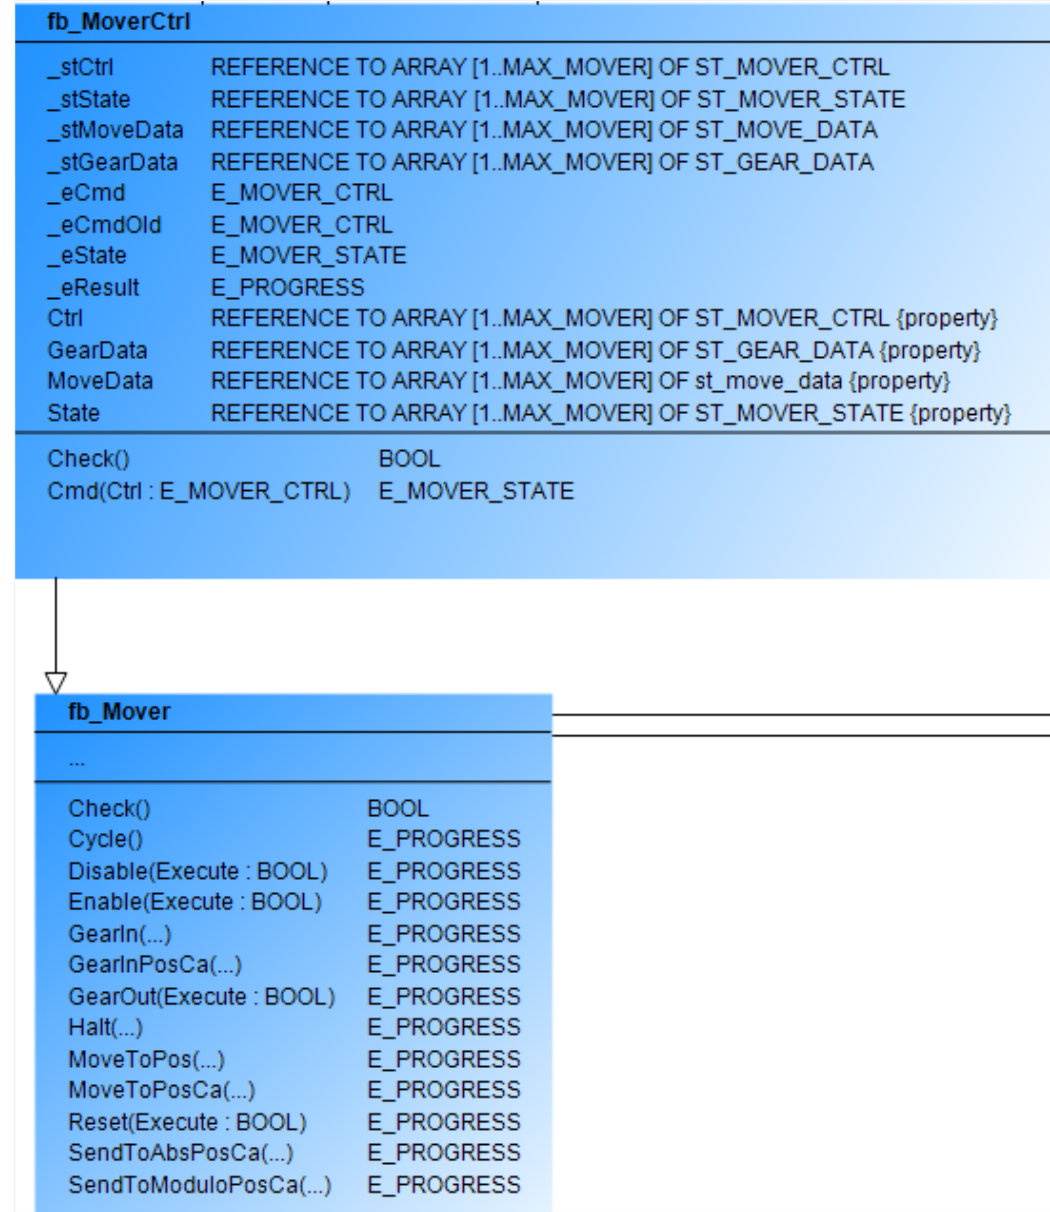 fb_MoverCtrl
_stCtrl REFERENCE TO ARRAY [1..MAX_MOVER] OF ST_MOVER_CTRL
_stState REFERENCE TO ARRAY [1..MAX_MOVER] OF ST_MOVER_STATE
_stMoveData REFERENCE TO ARRAY [1..MAX_MOVER] OF ST_MOVE_DATA
_stGearData REFERENCE TO ARRAY [1..MAX_MOVER] OF ST_GEAR_DATA
_eCmd E_MOVER_CTRL
_eCmdOld E_MOVER_CTRL
_eState E_MOVER_STATE
_eResult E_PROGRESS
Ctrl REFERENCE TO ARRAY [1..MAX_MOVER] OF ST_MOVER_CTRL {property}
GearData REFERENCE TO ARRAY [1..MAX_MOVER] OF ST_GEAR_DATA {property}
MoveData REFERENCE TO ARRAY [1..MAX_MOVER] OF st_move_data {property}
State REFERENCE TO ARRAY [1..MAX_MOVER] OF ST_MOVER_STATE {property}
Check() BOOL
Cmd(Ctrl : E_MOVER_CTRL) E_MOVER_STATE
fb_Mover
...
Check() BOOL
Cycle() E_PROGRESS
Disable(Execute : BOOL) E_PROGRESS
Enable(Execute : BOOL) E_PROGRESS
GearIn(...) E_PROGRESS
GearInPosCa(...) E_PROGRESS
GearOut(Execute : BOOL) E_PROGRESS
Halt(...) E_PROGRESS
MoveToPos(...) E_PROGRESS
MoveToPosCa(...) E_PROGRESS
Reset(Execute : BOOL) E_PROGRESS
SendToAbsPosCa(...) E_PROGRESS
SendToModuloPosCa(...) E_PROGRESS